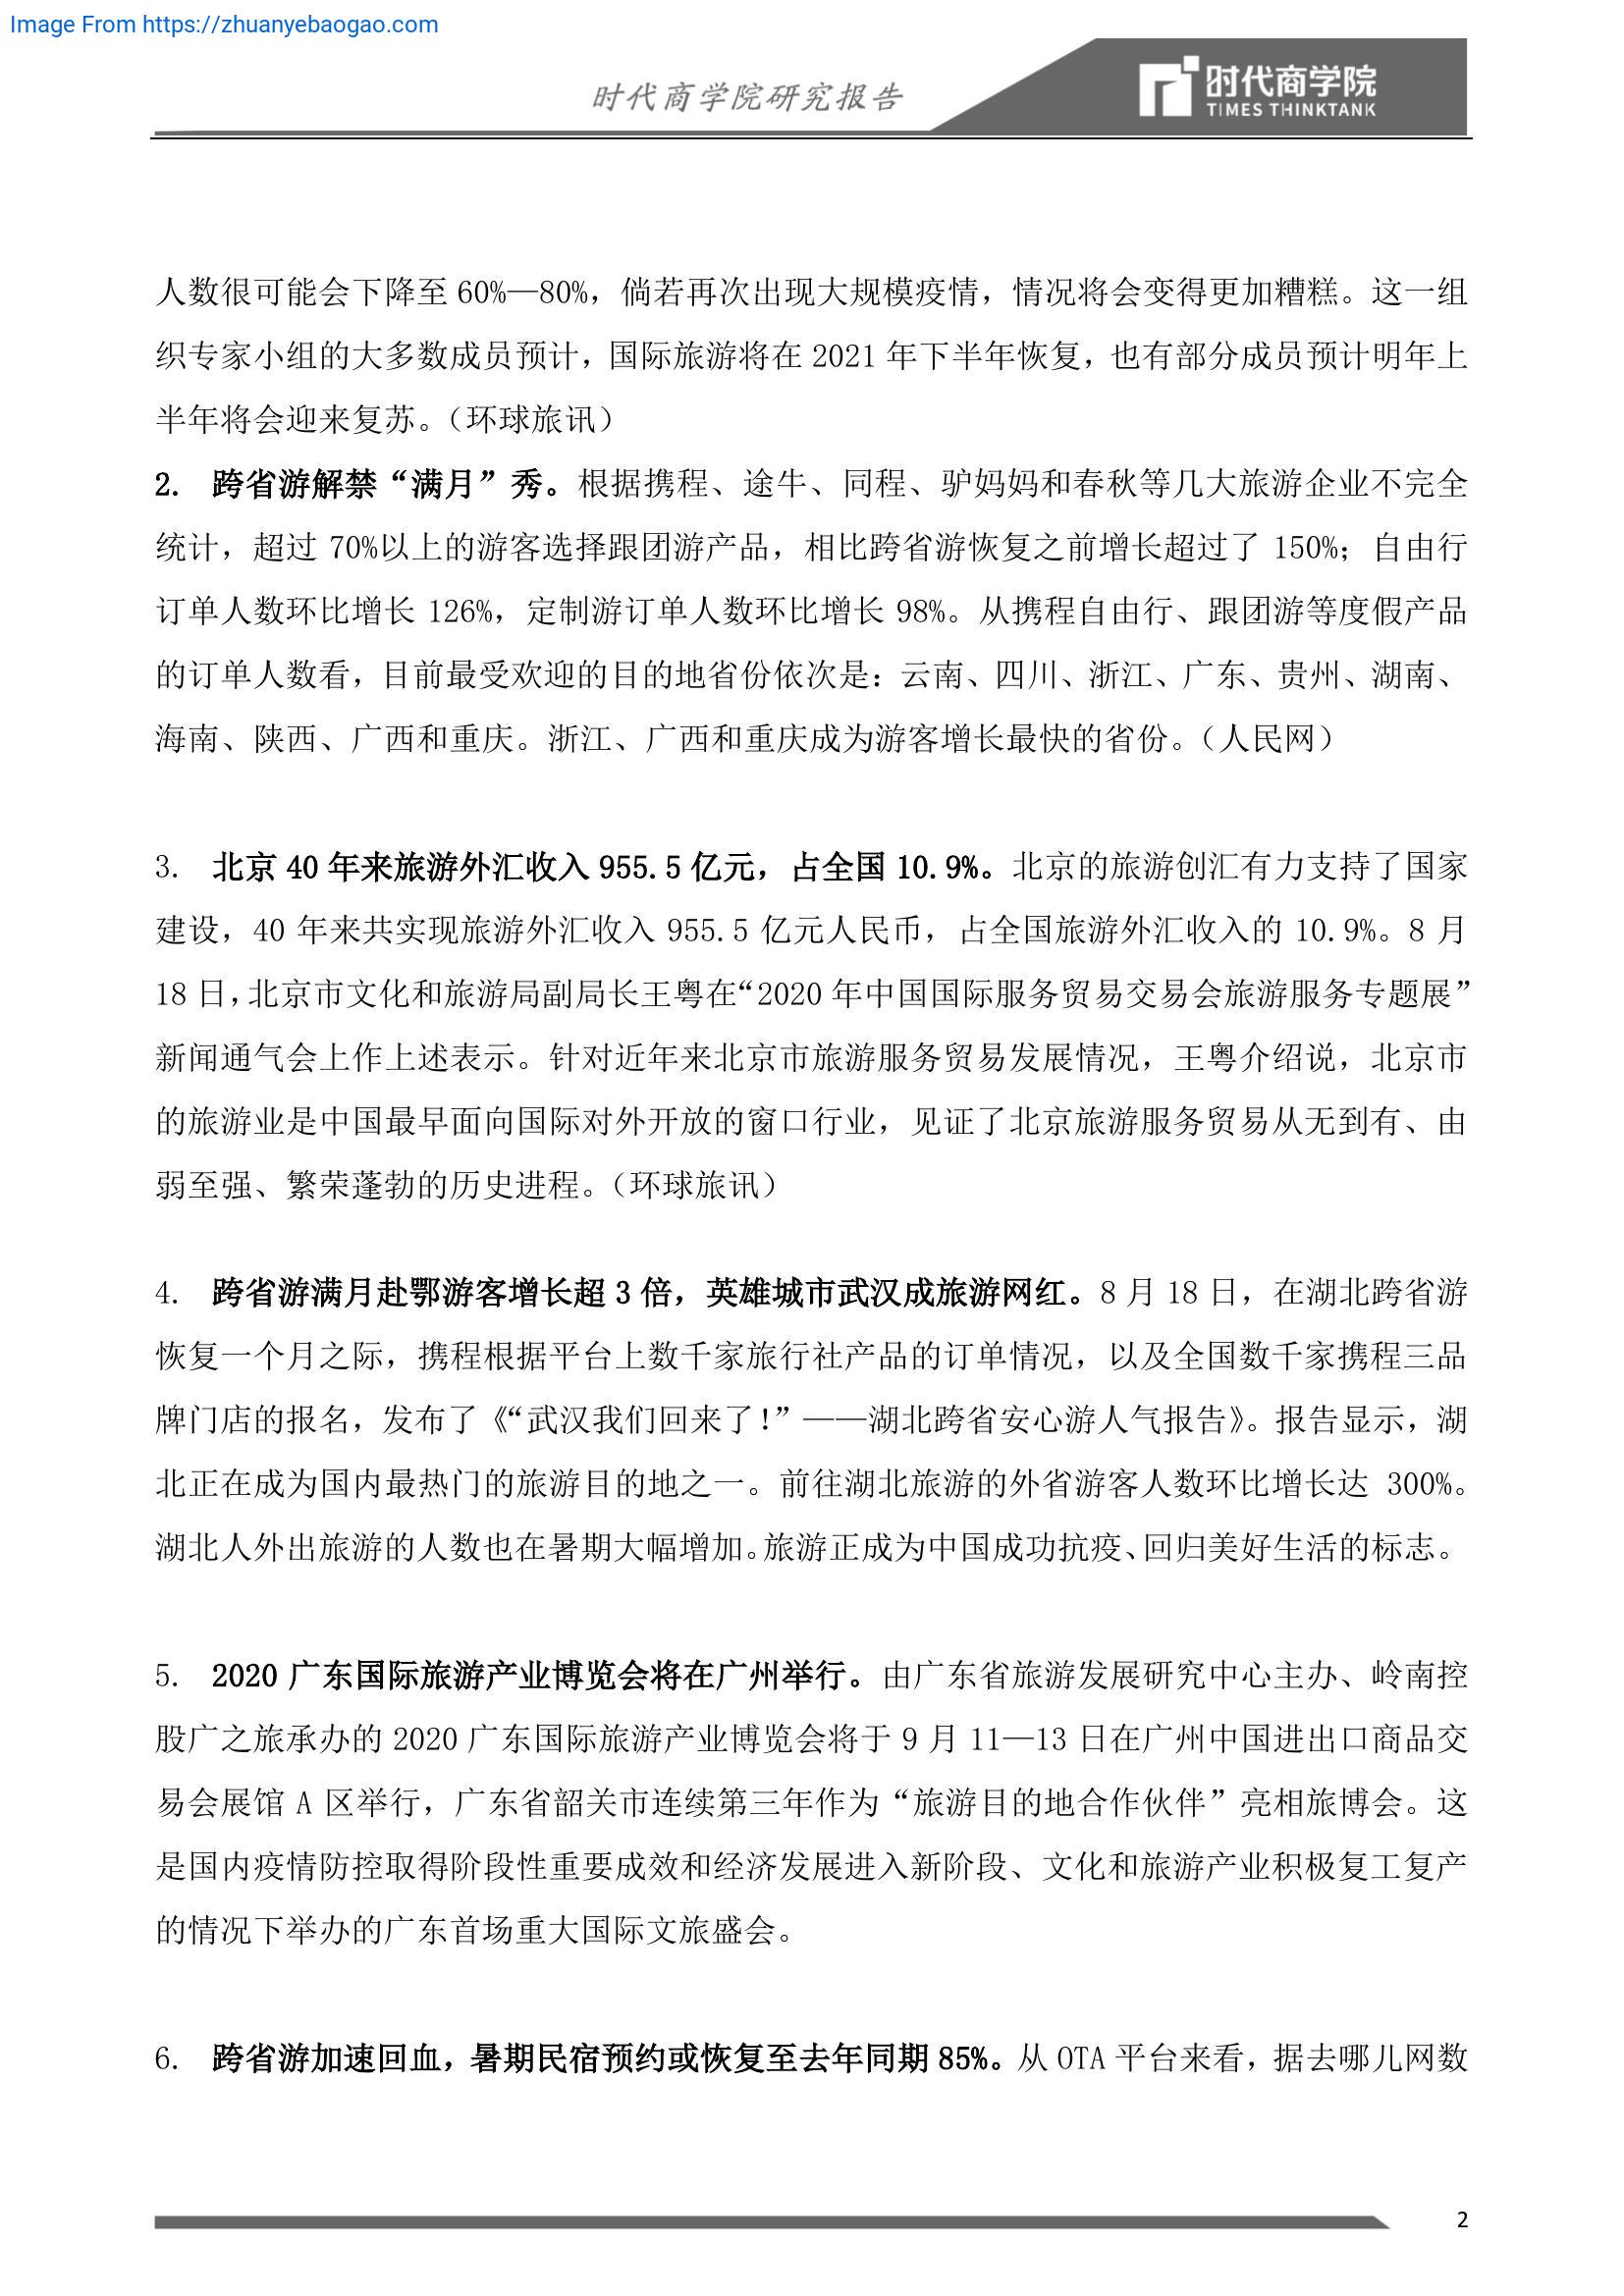 Image From https://zhuanyebaogao.com
时代商学院研究报告
时代商学院
TIMES THINKTANK
人数很可能会下降至 60%—80%，倘若再次出现大规模疫情，情况将会变得更加糟糕。这一组
织专家小组的大多数成员预计，国际旅游将在 2021 年下半年恢复，也有部分成员预计明年上
半年将会迎来复苏。（环球旅讯）
2. 跨省游解禁“满月”秀。根据携程、途牛、同程、驴妈妈和春秋等几大旅游企业不完全
统计，超过 70%以上的游客选择跟团游产品，相比跨省游恢复之前增长超过了 150%；自由行
订单人数环比增长 126%，定制游订单人数环比增长 98%。从携程自由行、跟团游等度假产品
的订单人数看，目前最受欢迎的目的地省份依次是：云南、四川、浙江、广东、贵州、湖南、
海南、陕西、广西和重庆。浙江、广西和重庆成为游客增长最快的省份。（人民网）
3. 北京 40 年来旅游外汇收入 955.5 亿元，占全国 10.9%。北京的旅游创汇有力支持了国家
建设，40 年来共实现旅游外汇收入 955.5 亿元人民币，占全国旅游外汇收入的 10.9%。8 月
18 日，北京市文化和旅游局副局长王粤在“2020 年中国国际服务贸易交易会旅游服务专题展”
新闻通气会上作上述表示。针对近年来北京市旅游服务贸易发展情况，王粤介绍说，北京市
的旅游业是中国最早面向国际对外开放的窗口行业，见证了北京旅游服务贸易从无到有、由
弱至强、繁荣蓬勃的历史进程。（环球旅讯）
4. 跨省游满月赴鄂游客增长超 3 倍，英雄城市武汉成旅游网红。8 月 18 日，在湖北跨省游
恢复一个月之际，携程根据平台上数千家旅行社产品的订单情况，以及全国数千家携程三品
牌门店的报名，发布了《“武汉我们回来了！”——湖北跨省安心游人气报告》。报告显示，湖
北正在成为国内最热门的旅游目的地之一。前往湖北旅游的外省游客人数环比增长达 300%。
湖北人外出旅游的人数也在暑期大幅增加。旅游正成为中国成功抗疫、回归美好生活的标志。
5. 2020 广东国际旅游产业博览会将在广州举行。由广东省旅游发展研究中心主办、岭南控
股广之旅承办的 2020 广东国际旅游产业博览会将于 9 月 11—13 日在广州中国进出口商品交
易会展馆 A 区举行，广东省韶关市连续第三年作为“旅游目的地合作伙伴”亮相旅博会。这
是国内疫情防控取得阶段性重要成效和经济发展进入新阶段、文化和旅游产业积极复工复产
的情况下举办的广东首场重大国际文旅盛会。
6. 跨省游加速回血，暑期民宿预约或恢复至去年同期 85%。从 OTA 平台来看，据去哪儿网数
2